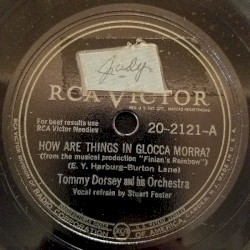 Judy
RCA VICTOR
For best results use
RCA Victor Needles
20-2121-A
HOW ARE THINGS IN GLOCCA MORRA?
(from the musical production "Finian's Rainbow")
(E. Y. Harburg-Burton Lane)
Tommy Dorsey and his Orchestra
Vocal refrain by Stuart Foster